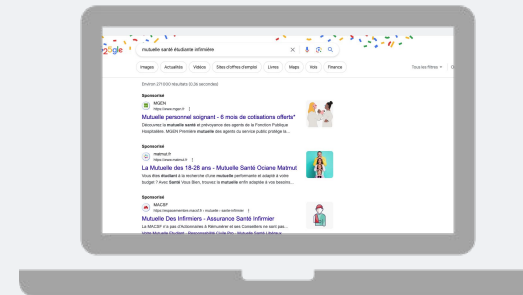 mutuelle santé étudiante infirmière
Images Actualités Vidéos Sites d'offres d'emploi Livres Maps Vols Finance Tous les filtres
Environ 271 000 résultats
Sponsorisé
MGEN
https://www.mgen.fr
Mutuelle personnel soignant - 6 mois de cotisations offerts*
Découvrez la mutuelle santé et prévoyance des agents de la Fonction Publique
Hospitalière. MGEN Première mutuelle des agents du service public protège la...
Sponsorisé
matmut.fr
https://www.matmut.fr
La Mutuelle des 18-28 ans - Mutuelle Santé Ociane Matmut
Vous êtes étudiant à la recherche d'une mutuelle performante et adapté à votre
budget ? Avec Santé Vous Bien, trouvez la mutuelle enfin adaptée à vos besoins...
Sponsorisé
MACSF
Mutuelle Des Infirmiers - Assurance Santé Infirmier
La MACSF n'a pas d'Actionnaires à Rémunérer et ses Conseillers ne sont pas...